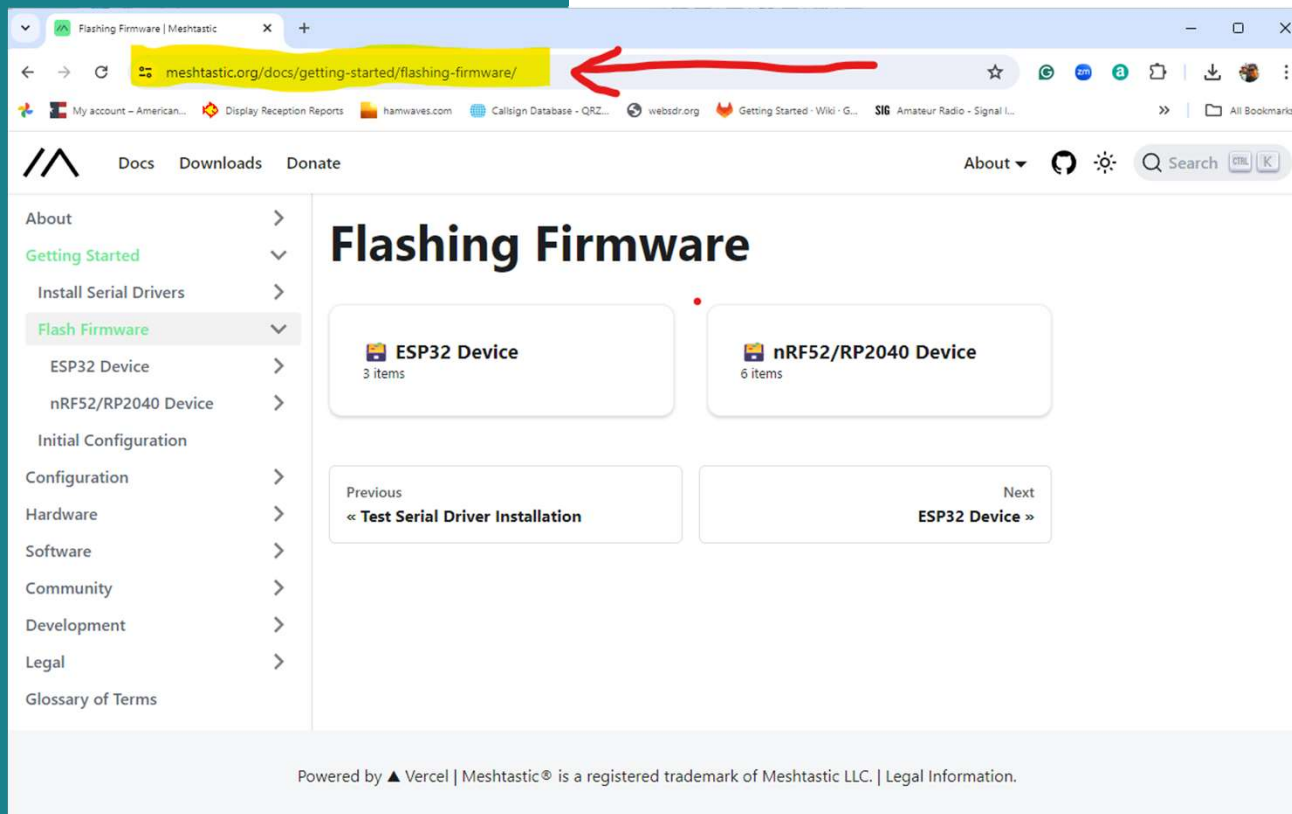 Flashing Firmware | Meshtastic
meshtastic.org/docs/getting-started/flashing-firmware/
My account – American... Display Reception Reports hamwaves.com Callsign Database - QRZ... websdr.org Getting Started · Wiki · G... SIG Amateur Radio - Signal I... All Bookmarks
Docs Downloads Donate About Search CTRL K
About
Getting Started
Install Serial Drivers
Flash Firmware
ESP32 Device
nRF52/RP2040 Device
Initial Configuration
Configuration
Hardware
Software
Community
Development
Legal
Glossary of Terms
Flashing Firmware
ESP32 Device
3 items
nRF52/RP2040 Device
6 items
Previous
« Test Serial Driver Installation
Next
ESP32 Device »
Powered by ▲ Vercel | Meshtastic® is a registered trademark of Meshtastic LLC. | Legal Information.